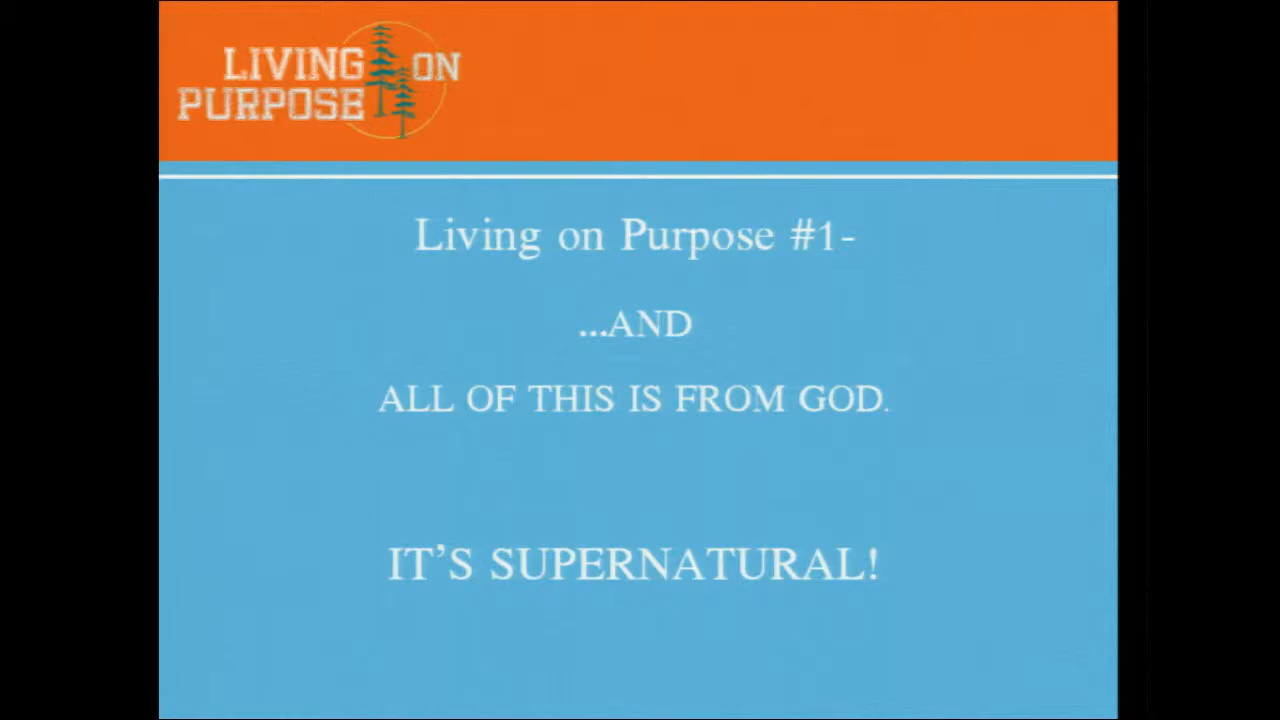 LIVING ON
PURPOSE
Living on Purpose #1-
...AND
ALL OF THIS IS FROM GOD.
IT’S SUPERNATURAL!